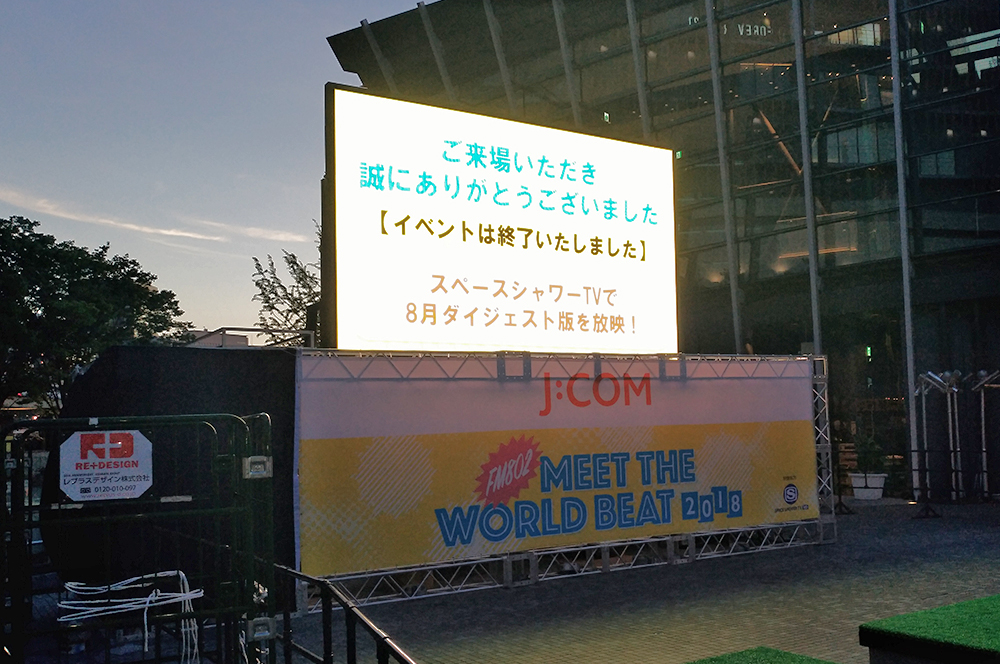 ご来場いただき
誠にありがとうございました
【イベントは終了いたしました】
スペースシャワーTVで
8月ダイジェスト版を放映！
J:COM
FM802
MEET THE
WORLD BEAT 2018
RE+DESIGN
レプラスデザイン株式会社
0120-010-097